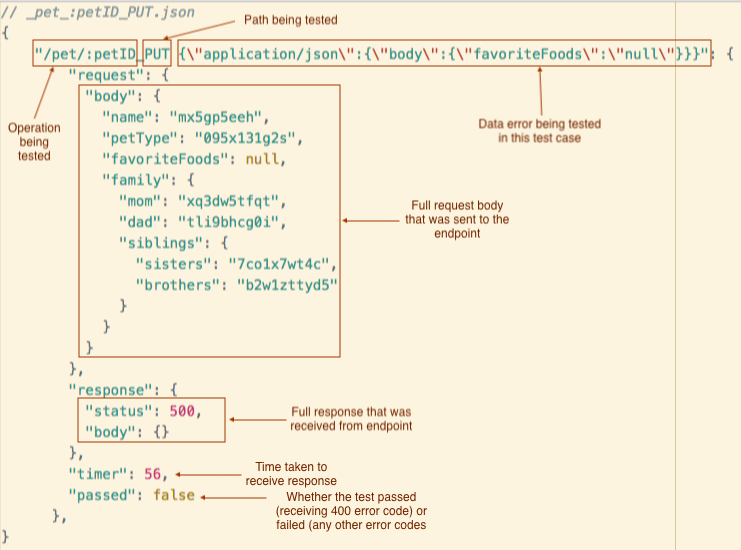 // _pet_:petID_PUT.json
Path being tested
{
"/pet/:petID_PUT {\"application/json\":{\"body\":{\"favoriteFoods\":\"null\"}}}": {
"request": {
"body": {
"name": "mx5gp5eeh",
Operation
being
tested
Data error being tested
in this test case
"petType": "095x131g2s",
"favoriteFoods": null,
"family": {
"mom": "xq3dw5tfqt",
"dad": "tli9bhcg0i",
Full request body
that was sent to the
endpoint
"siblings": {
"sisters": "7co1x7wt4c",
"brothers": "b2w1zttyd5"
}
}
}
},
"response": {
"status": 500,
"body": {}
Full response that was
received from endpoint
},
"timer": 56,
Time taken to
receive response
"passed": false
Whether the test passed
(receiving 400 error code) or
failed (any other error codes
},
}